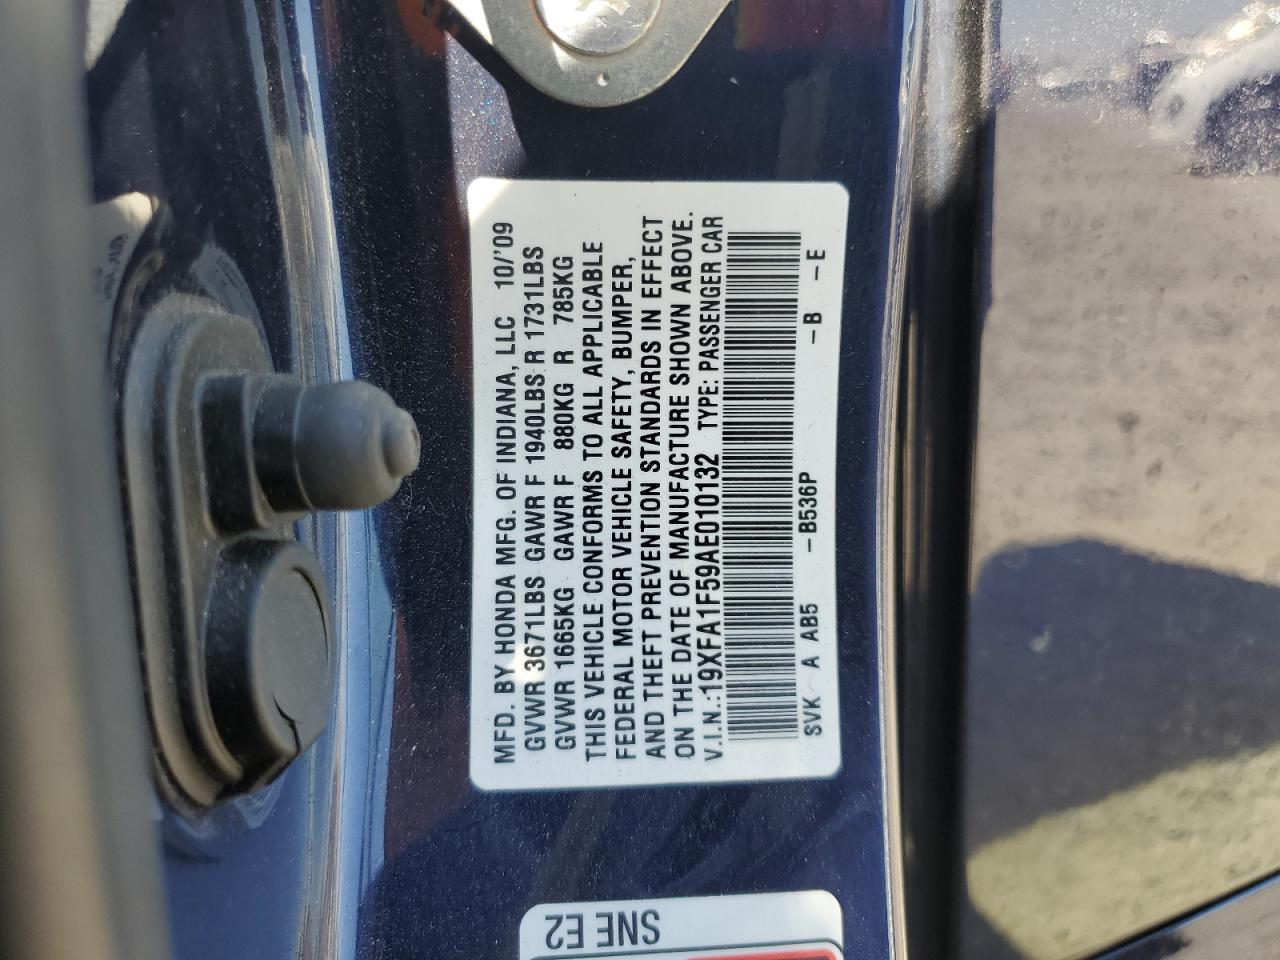 MFD. BY HONDA MFG. OF INDIANA, LLC 10/'09
GVWR 3671LBS GAWR F 1940LBS R 1731LBS
GVWR 1665KG GAWR F 880KG R 785KG
THIS VEHICLE CONFORMS TO ALL APPLICABLE
FEDERAL MOTOR VEHICLE SAFETY, BUMPER,
AND THEFT PREVENTION STANDARDS IN EFFECT
ON THE DATE OF MANUFACTURE SHOWN ABOVE.
V.I.N.:19XFA1F59AE010132 TYPE: PASSENGER CAR
SVK A AB5 –B536P –B –E
SNE E2